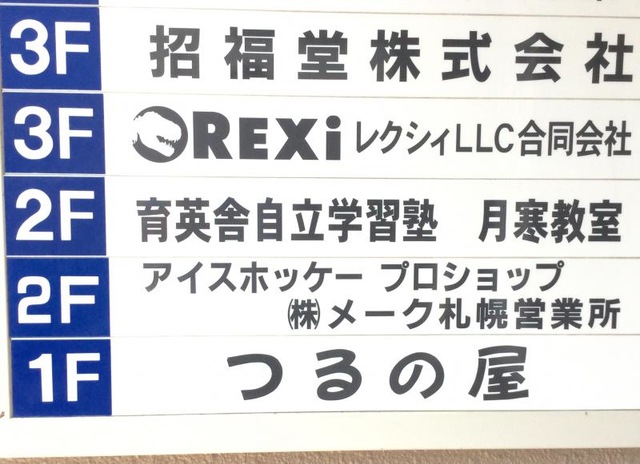 3F 招福堂株式会社
3F REXi レクシィLLC合同会社
2F 育英舎自立学習塾 月寒教室
2F アイスホッケー プロショップ
㈱メーク札幌営業所
1F つるの屋